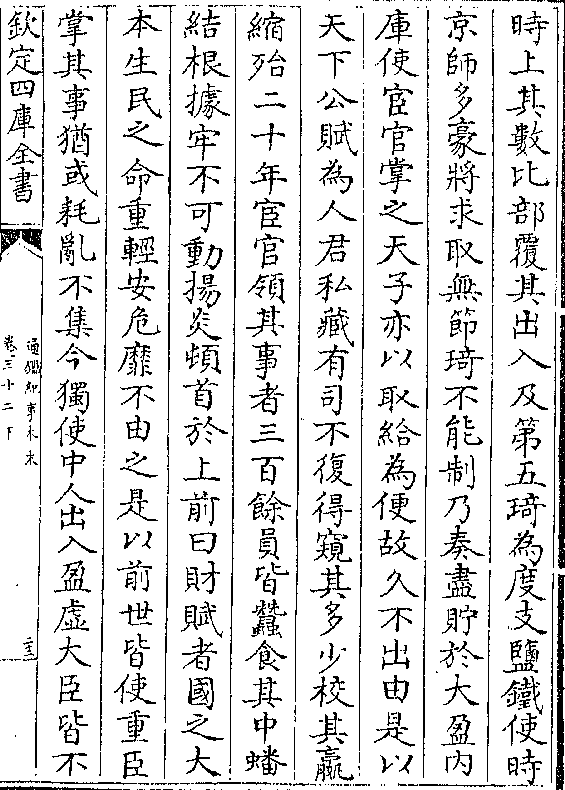 時上其數比部覆其出入及第五琦為度支鹽鐵使時
京師多豪將求取無節琦不能制乃奏盡貯於大盈內
庫使宦官掌之天子亦以取給為便故久不出由是以
天下公賦為人君私藏有司不復得窺其多少校其贏
縮殆二十年宦官領其事者三百餘員皆蠶食其中蟠
結根據牢不可動揚炎頓首於上前曰財賦者國之大
本生民之命重輕安危靡不由之是以前世皆使重臣
掌其事猶或耗亂不集今獨使中人出入盈虛大臣皆不
欽定四庫全書
通鑑紀事本末
卷三十二下